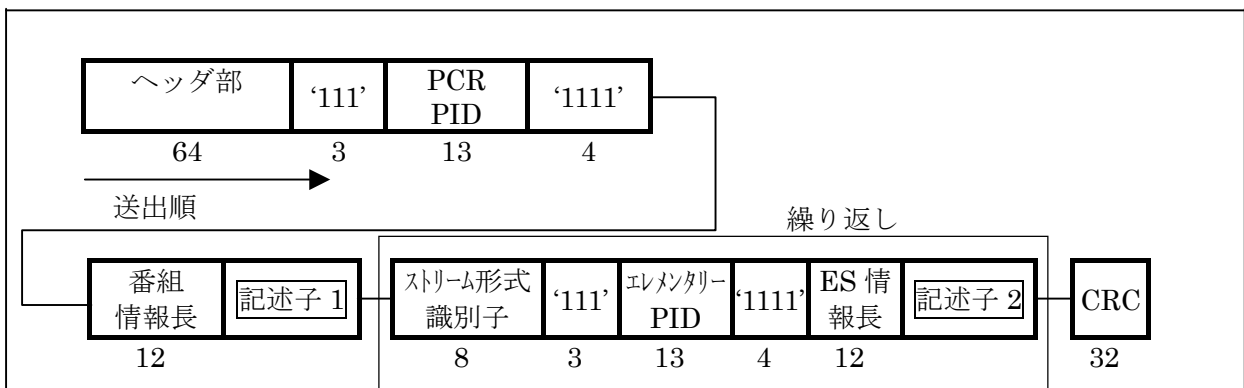 ヘッダ部 '111' PCR PID '1111'
64 3 13 4
送出順
繰り返し
番組情報長 記述子 1 ストリーム形式識別子 '111' エレメンタリー PID '1111' ES 情報長 記述子 2 CRC
12 8 3 13 4 12 32